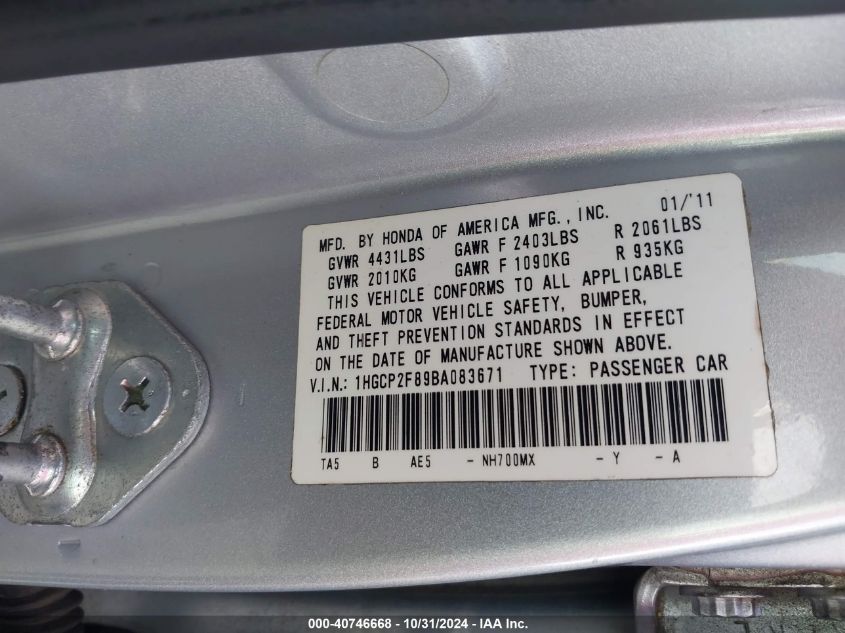 MFD. BY HONDA OF AMERICA MFG., INC. 01/'11
GVWR 4431LBS GAWR F 2403LBS R 2061LBS
GVWR 2010KG GAWR F 1090KG R 935KG
THIS VEHICLE CONFORMS TO ALL APPLICABLE
FEDERAL MOTOR VEHICLE SAFETY, BUMPER,
AND THEFT PREVENTION STANDARDS IN EFFECT
ON THE DATE OF MANUFACTURE SHOWN ABOVE.
V.I.N.: 1HGCP2F89BA083671 TYPE: PASSENGER CAR
TA5 B AE5 - NH700MX - Y - A
000-40746668 - 10/31/2024 - IAA Inc.